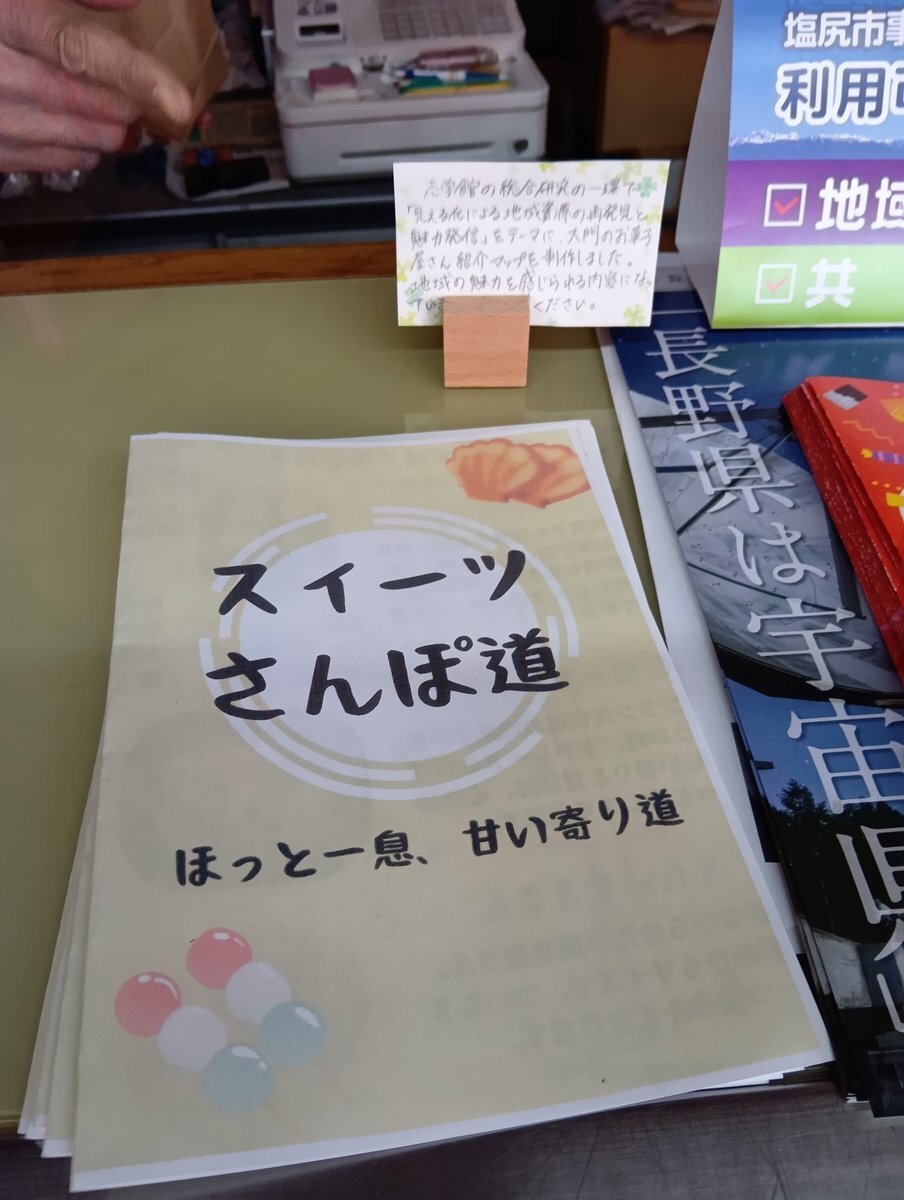 塩尻市事
利用可
地域
共
志学館の総合研究の一環で
「見える化による地域資源の再発見と
魅力発信」をテーマに、大門のお菓子
屋さん紹介マップを制作しました。
地域の魅力を感じられる内容になっ
てい
ください。
スイーツ
さんぽ道
ほっと一息、甘い寄り道
長野県は宇宙県